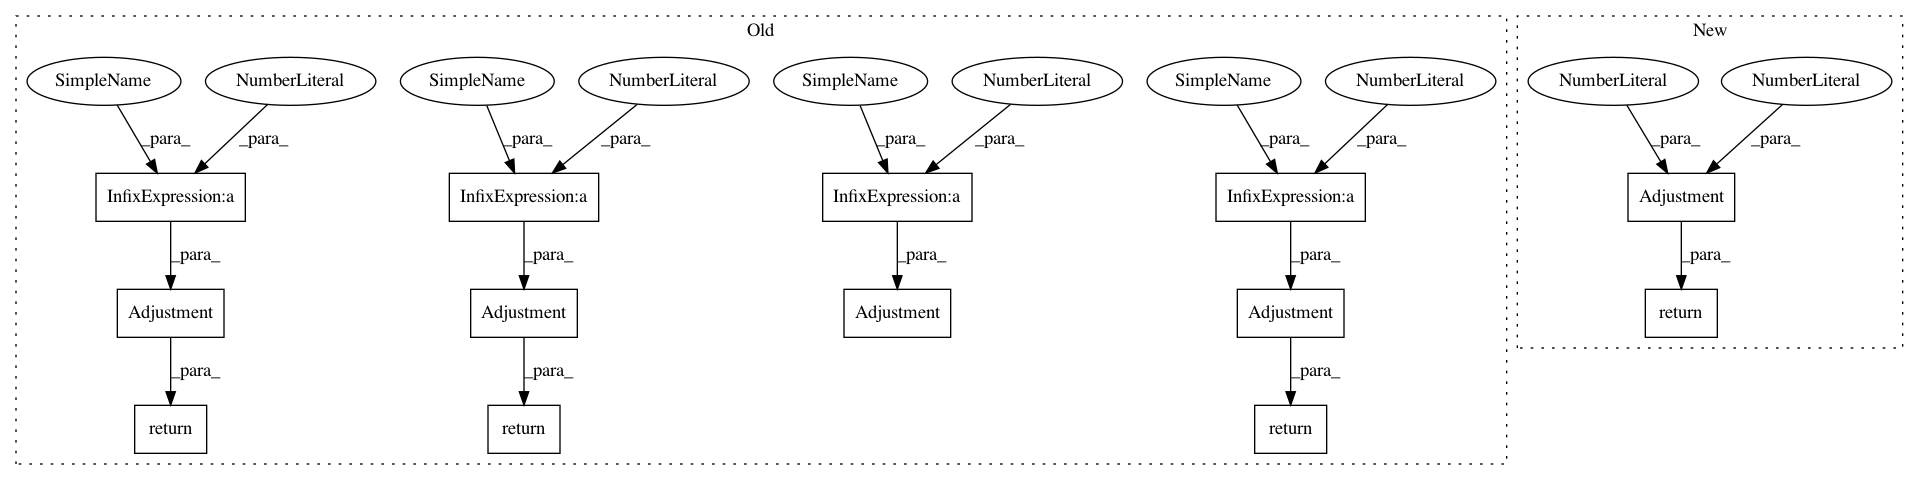 Old
New
SimpleName NumberLiteral SimpleName NumberLiteral SimpleName NumberLiteral SimpleName NumberLiteral NumberLiteral NumberLiteral
_para_ _para_ _para_ _para_ _para_ _para_ _para_ _para_ _para_ _para_
InfixExpression:a InfixExpression:a InfixExpression:a InfixExpression:a Adjustment
_para_ _para_ _para_ _para_ _para_
Adjustment Adjustment Adjustment Adjustment return
_para_ _para_ _para_
return return return